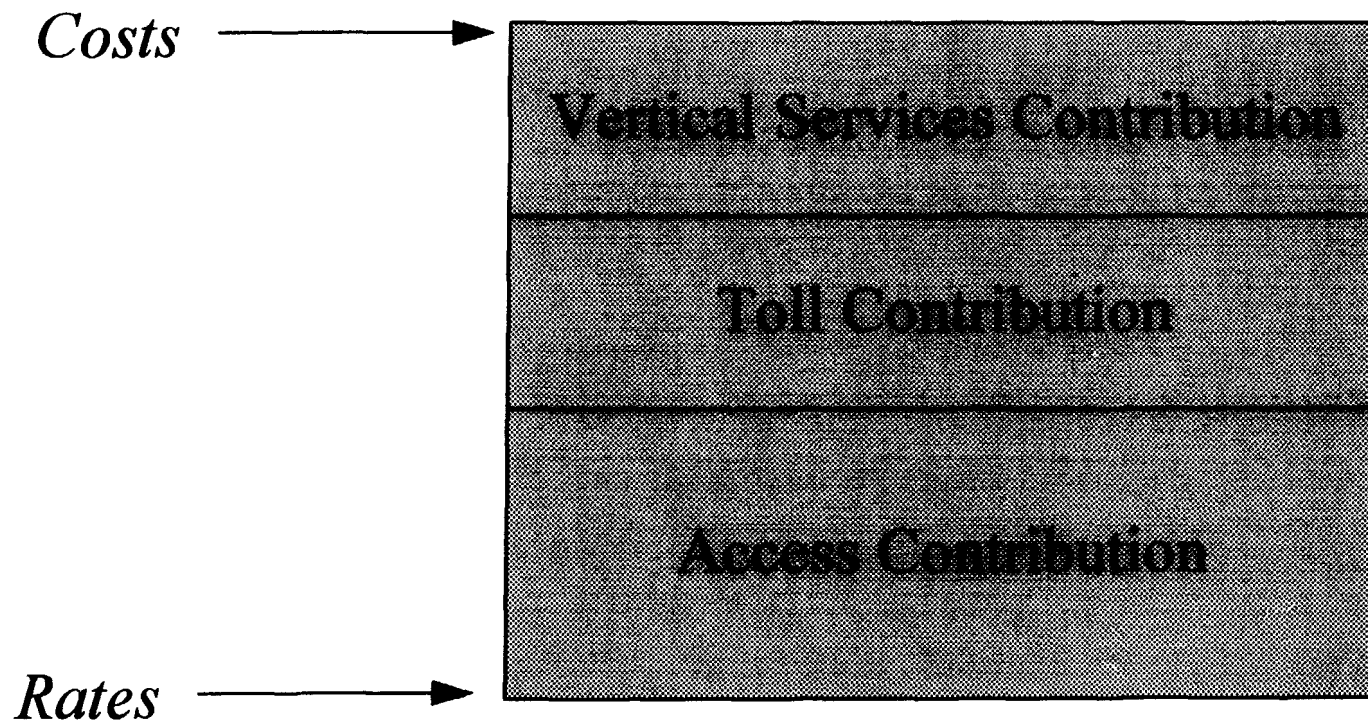 Costs
Vertical Services Contribution
Toll Contribution
Access Contribution
Rates